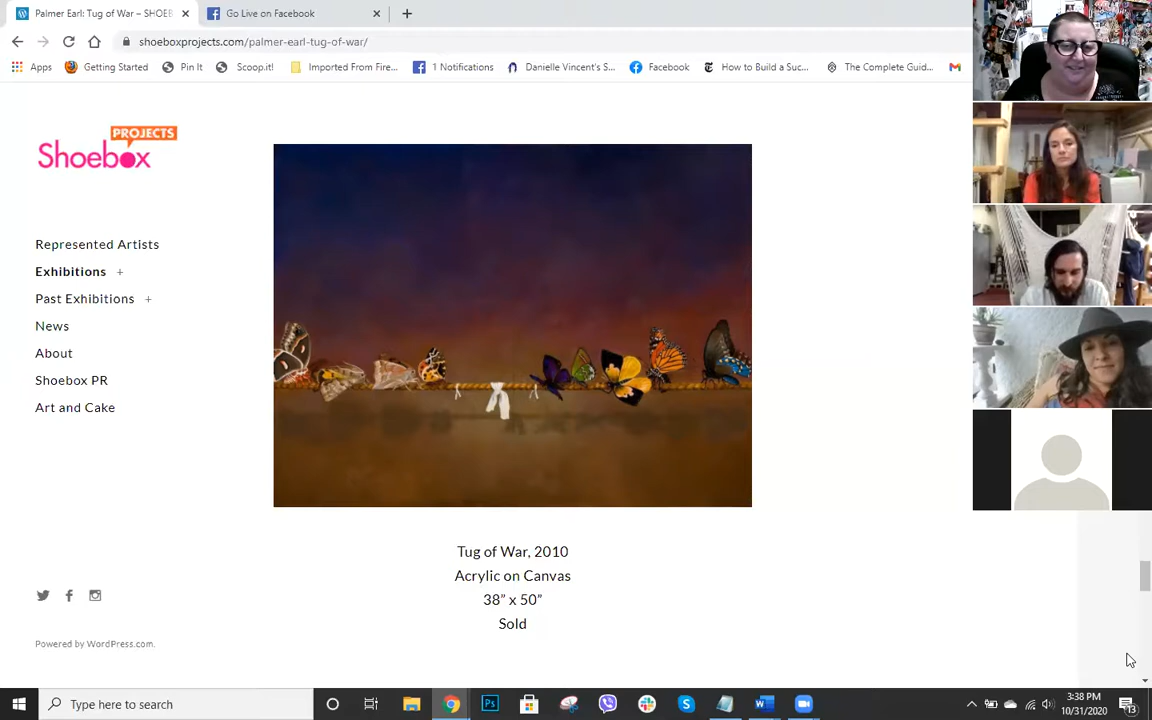 Palmer Earl: Tug of War – SHOEB
Go Live on Facebook
shoeboxprojects.com/palmer-earl-tug-of-war/
Apps
Getting Started
Pin It
Scoop.it!
Imported From Fire...
1 Notifications
Danielle Vincent's S...
Facebook
How to Build a Suc...
The Complete Guid...
PROJECTS
Shoebox
Represented Artists
Exhibitions +
Past Exhibitions +
News
About
Shoebox PR
Art and Cake
Tug of War, 2010
Acrylic on Canvas
38” x 50”
Sold
Powered by WordPress.com.
Type here to search
Ps
3:38 PM
10/31/2020
13